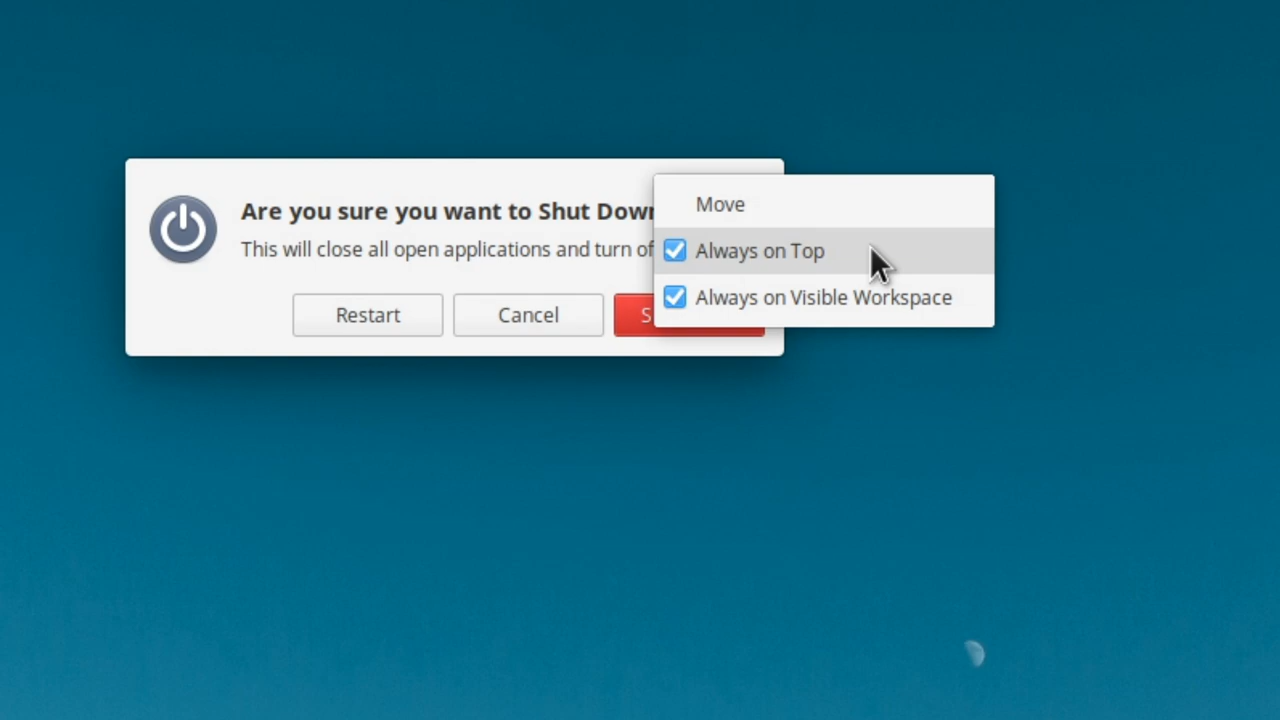 Are you sure you want to Shut Down
This will close all open applications and turn of
Restart
Cancel
S
Move
Always on Top
Always on Visible Workspace